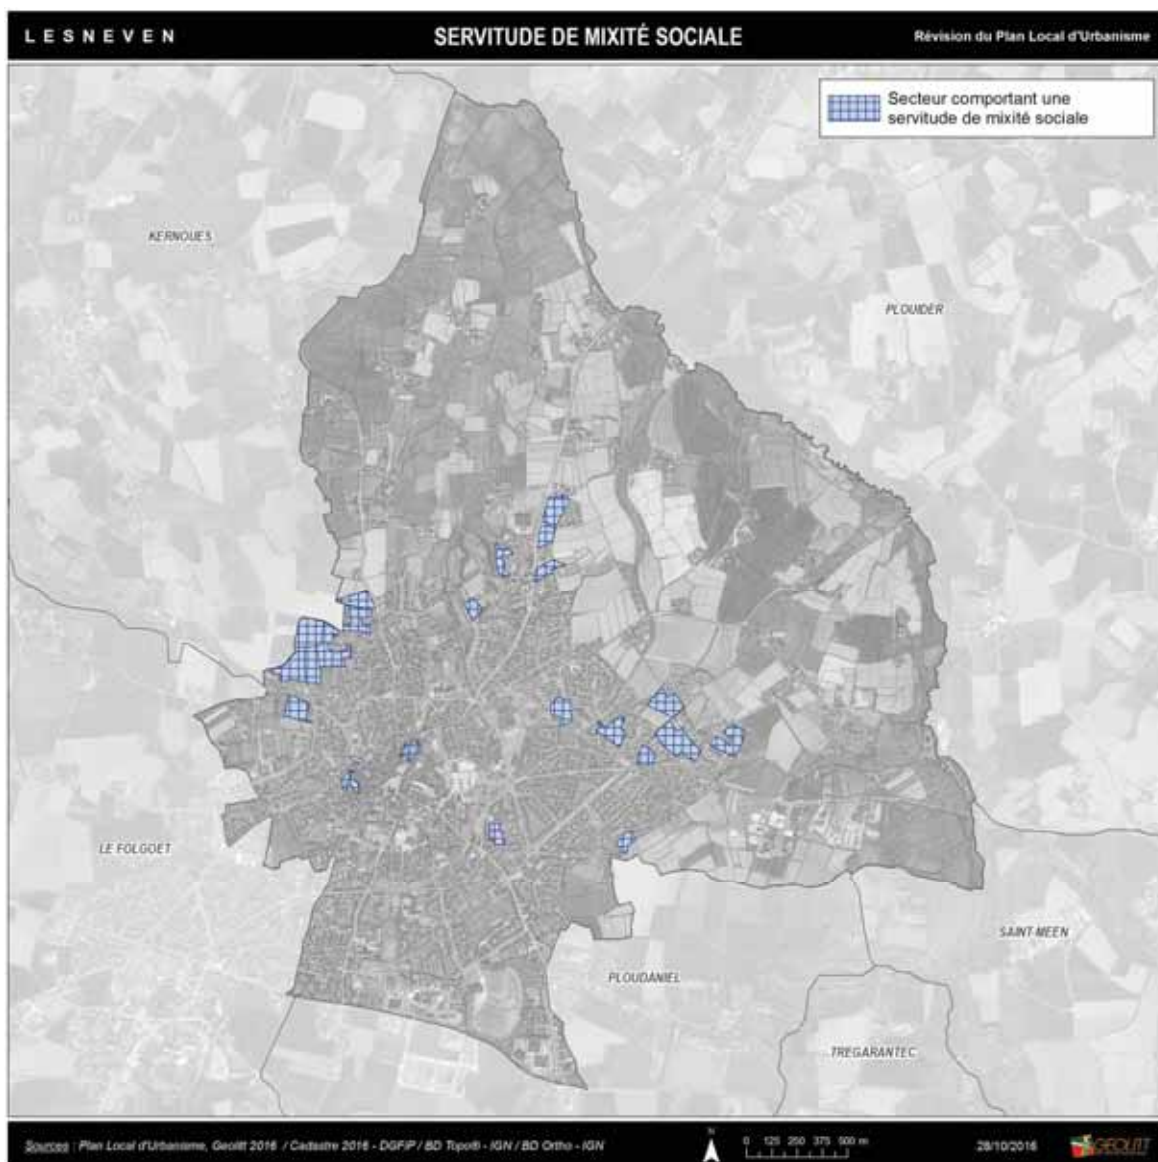 LESNEVEN
SERVITUDE DE MIXITÉ SOCIALE
Révision du Plan Local d'Urbanisme
Secteur comportant une
servitude de mixité sociale
KERNOUES
PLOUIDER
LE FOLGOET
SAINT-MEEN
PLOUDANIEL
TREGARANTEC
Sources : Plan Local d'Urbanisme, Geolitt 2016 / Cadastre 2016 - DGFiP / BD Topo® - IGN / BD Ortho - IGN
N
0 125 250 375 500 m
28/10/2016
GEOLITT